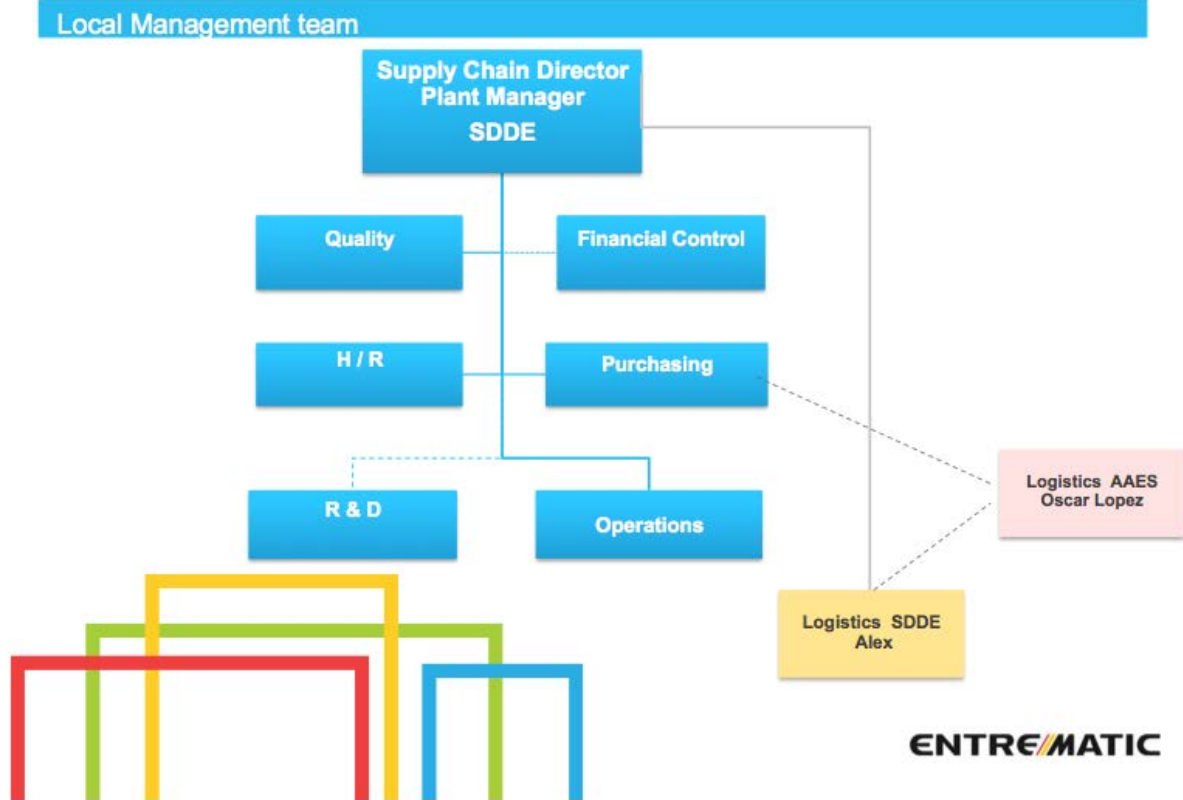 Local Management team
Supply Chain Director
Plant Manager
SDDE
Quality
Financial Control
H / R
Purchasing
Logistics AAES
Oscar Lopez
R & D
Operations
Logistics SDDE
Alex
ENTREMATIC